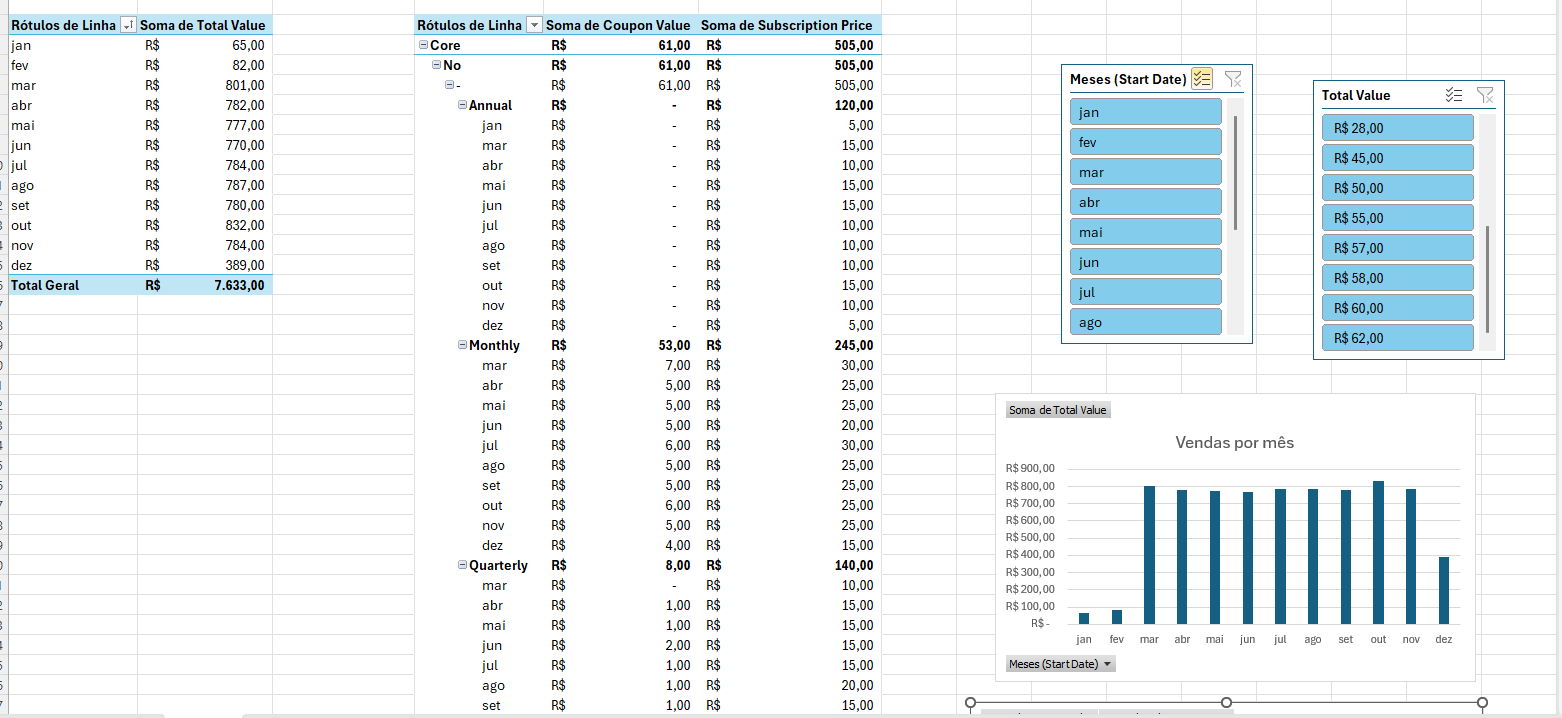 Rótulos de Linha Soma de Total Value
jan R$ 65,00
fev R$ 82,00
mar R$ 801,00
abr R$ 782,00
mai R$ 777,00
jun R$ 770,00
jul R$ 784,00
ago R$ 787,00
set R$ 780,00
out R$ 832,00
nov R$ 784,00
dez R$ 389,00
Total Geral R$ 7.633,00
Rótulos de Linha Soma de Coupon Value Soma de Subscription Price
Core R$ 61,00 R$ 505,00
No R$ 61,00 R$ 505,00
- R$ 61,00 R$ 505,00
Annual R$ - R$ 120,00
jan R$ - R$ 5,00
mar R$ - R$ 15,00
abr R$ - R$ 10,00
mai R$ - R$ 15,00
jun R$ - R$ 15,00
jul R$ - R$ 10,00
ago R$ - R$ 10,00
set R$ - R$ 10,00
out R$ - R$ 15,00
nov R$ - R$ 10,00
dez R$ - R$ 5,00
Monthly R$ 53,00 R$ 245,00
mar R$ 7,00 R$ 30,00
abr R$ 5,00 R$ 25,00
mai R$ 5,00 R$ 25,00
jun R$ 5,00 R$ 20,00
jul R$ 6,00 R$ 30,00
ago R$ 5,00 R$ 25,00
set R$ 5,00 R$ 25,00
out R$ 6,00 R$ 25,00
nov R$ 5,00 R$ 25,00
dez R$ 4,00 R$ 15,00
Quarterly R$ 8,00 R$ 140,00
mar R$ - R$ 10,00
abr R$ 1,00 R$ 15,00
mai R$ 1,00 R$ 15,00
jun R$ 2,00 R$ 15,00
jul R$ 1,00 R$ 15,00
ago R$ 1,00 R$ 20,00
set R$ 1,00 R$ 15,00
Meses (Start Date)
jan
fev
mar
abr
mai
jun
jul
ago
Total Value
R$ 28,00
R$ 45,00
R$ 50,00
R$ 55,00
R$ 57,00
R$ 58,00
R$ 60,00
R$ 62,00
Soma de Total Value
Vendas por mês
R$ 900,00
R$ 800,00
R$ 700,00
R$ 600,00
R$ 500,00
R$ 400,00
R$ 300,00
R$ 200,00
R$ 100,00
R$ -
jan fev mar abr mai jun jul ago set out nov dez
Meses (Start Date)